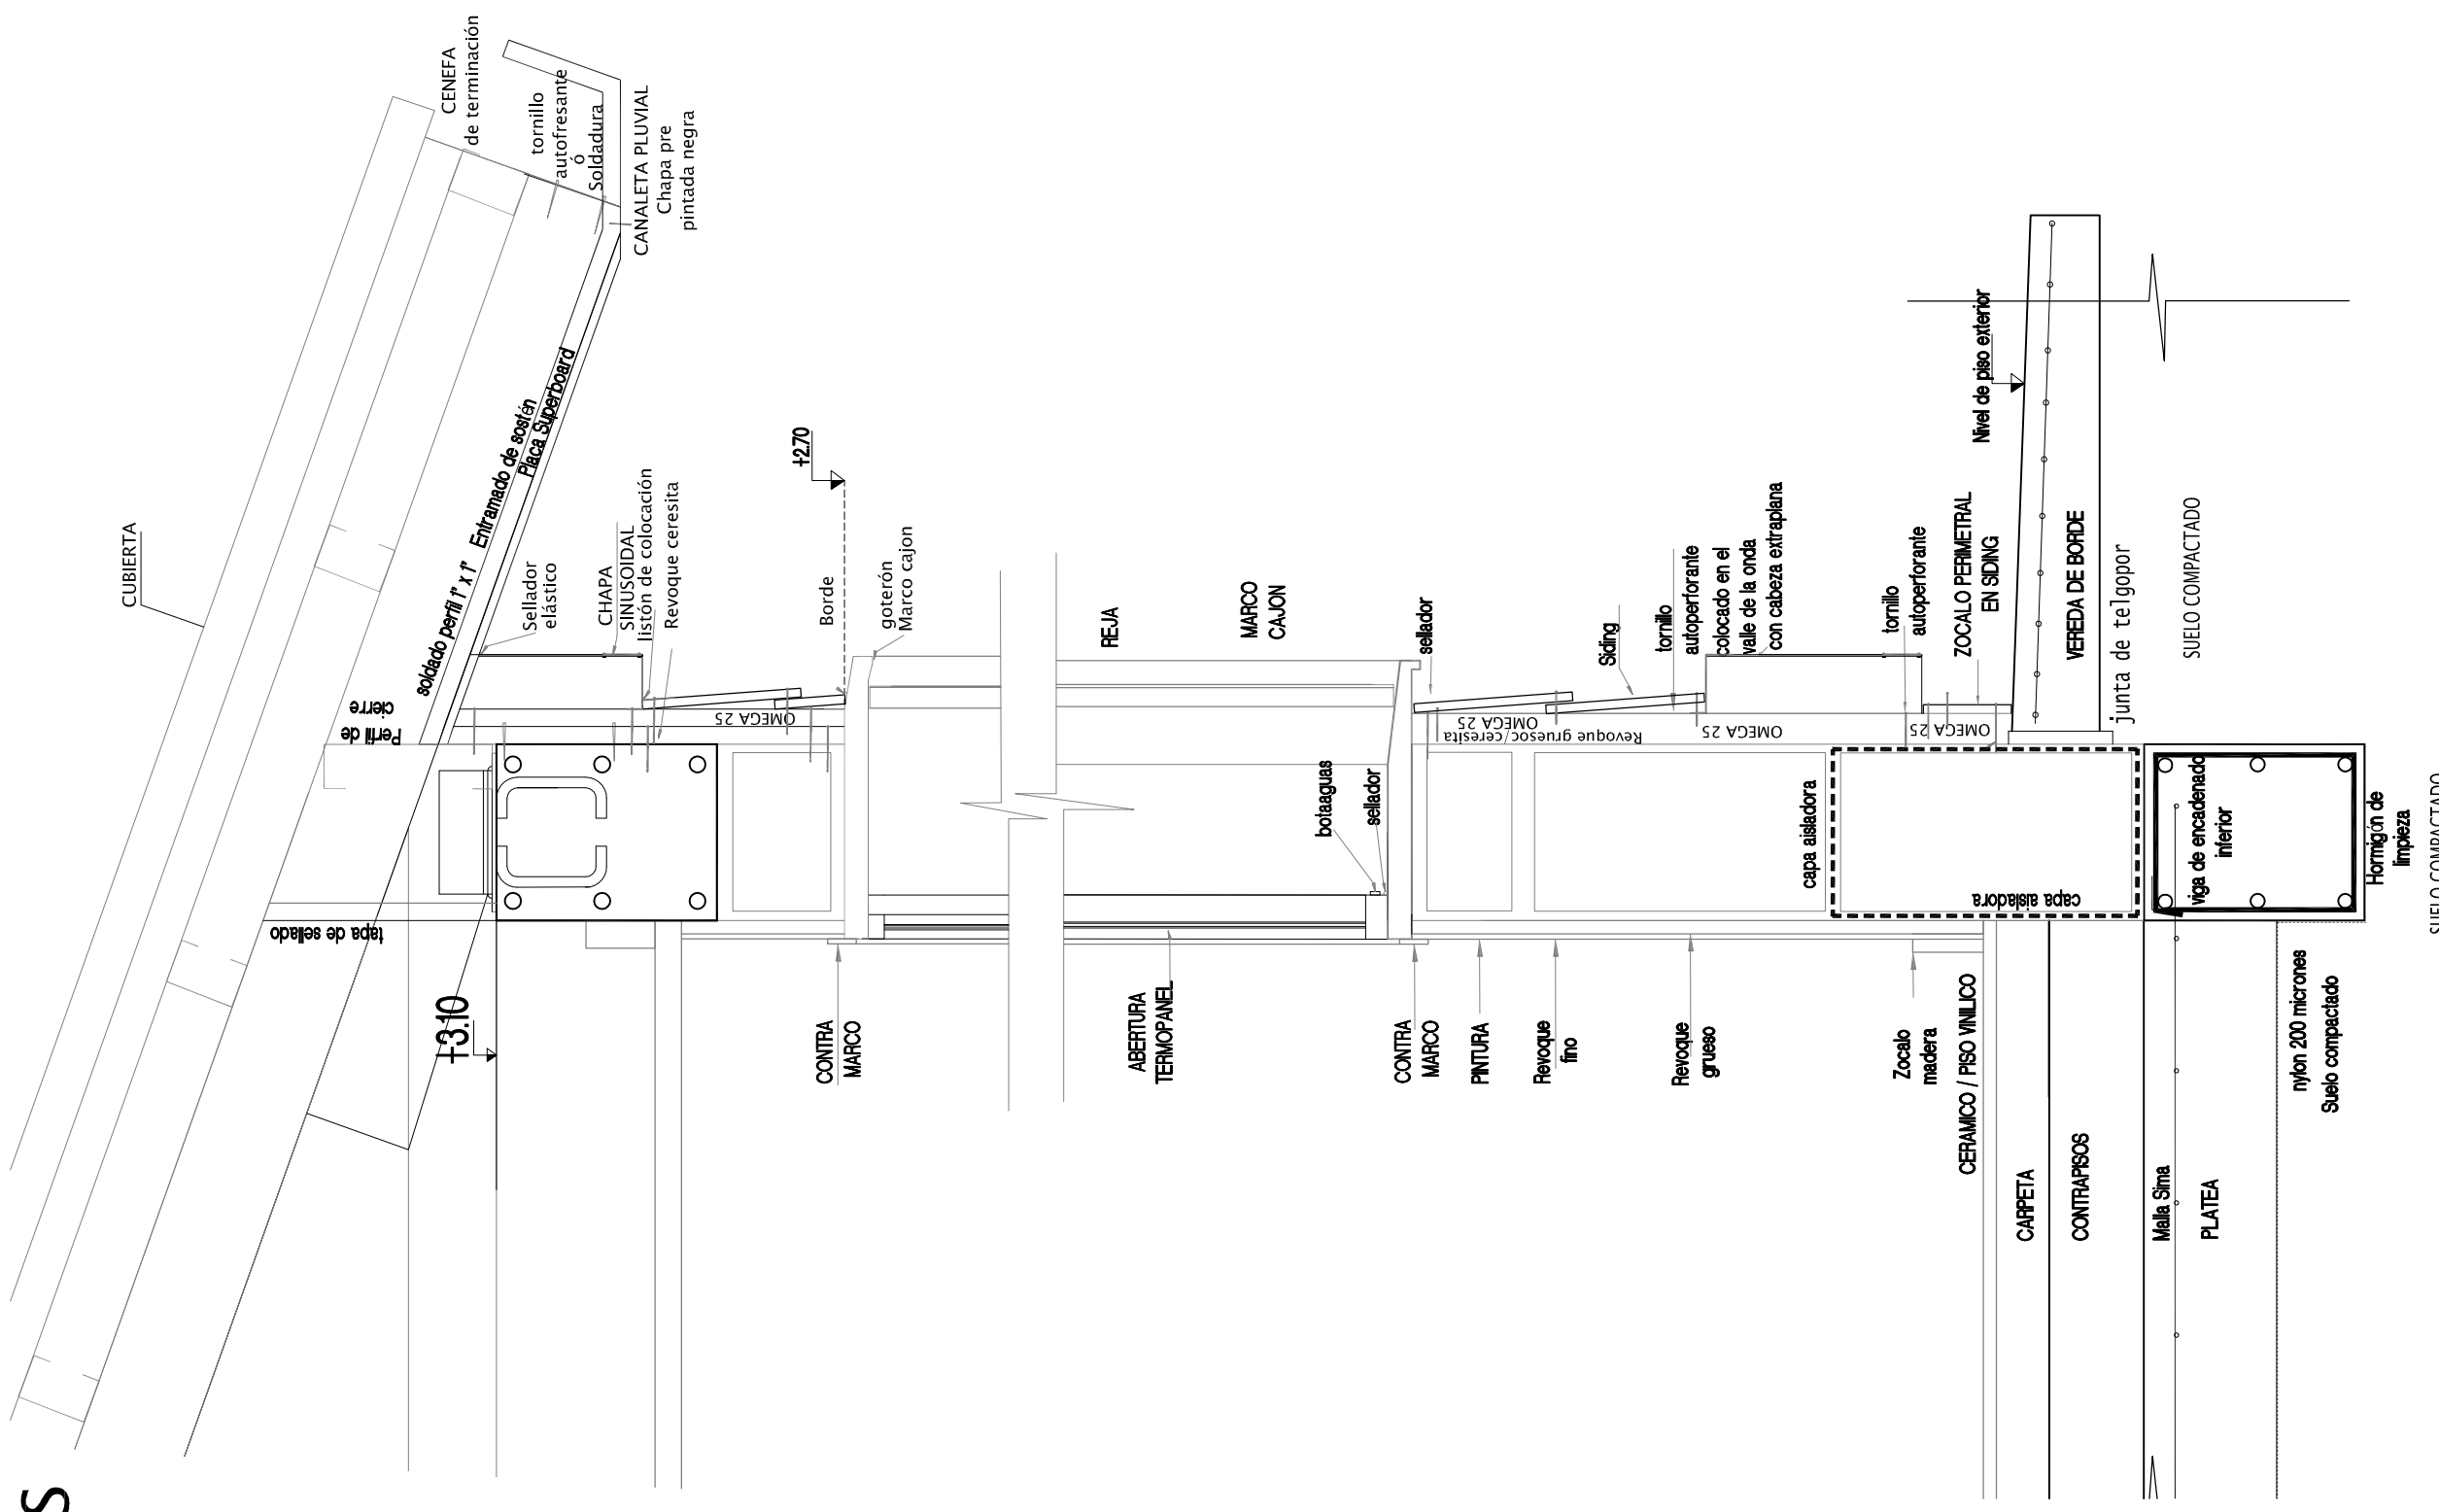 CUBIERTA
CENEFA
de terminación
tornillo
autofresante
ó
Soldadura
CANALETA PLUVIAL
Chapa pre
pintada negra
soldado perfil 1" x 1"  Entramado de sostén
Placa Superboard
Sellador
elástico
CHAPA
SINUSOIDAL
listón de colocación
Revoque ceresita
Perfil de
cierre
tapa de sellado
+3.10
OMEGA 25
+2.70
Borde
goterón
Marco cajon
CONTRA
MARCO
REJA
ABERTURA
TERMOPANEL
MARCO
CAJON
botaaguas
sellador
sellador
CONTRA
MARCO
OMEGA 25
Revoque grueso c/ceresita
PINTURA
Revoque
fino
Siding
tornillo
autoperforante
colocado en el
valle de la onda
con cabeza extraplana
OMEGA 25
Revoque
grueso
capa aisladora
tornillo
autoperforante
ZOCALO PERIMETRAL
EN SIDING
OMEGA 25
Zocalo
madera
CERAMICO / PISO VINILICO
capa aisladora
Nivel de piso exterior
VEREDA DE BORDE
junta de telgopor
SUELO COMPACTADO
CARPETA
CONTRAPISOS
Malla Sima
PLATEA
viga de encadenado
inferior
nylon 200 micrones
Suelo compactado
Hormigón de
limpieza
SUELO COMPACTADO
S